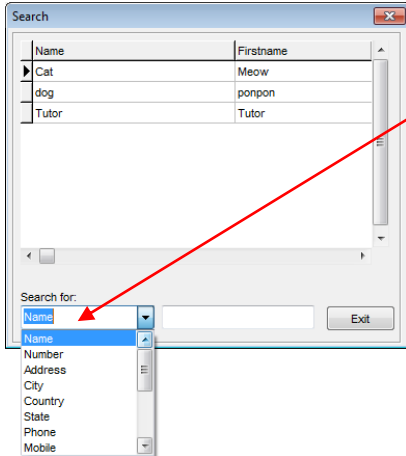 Search
Name Firstname
Cat Meow
dog ponpon
Tutor Tutor
Search for:
Name Exit
Name
Number
Address
City
Country
State
Phone
Mobile